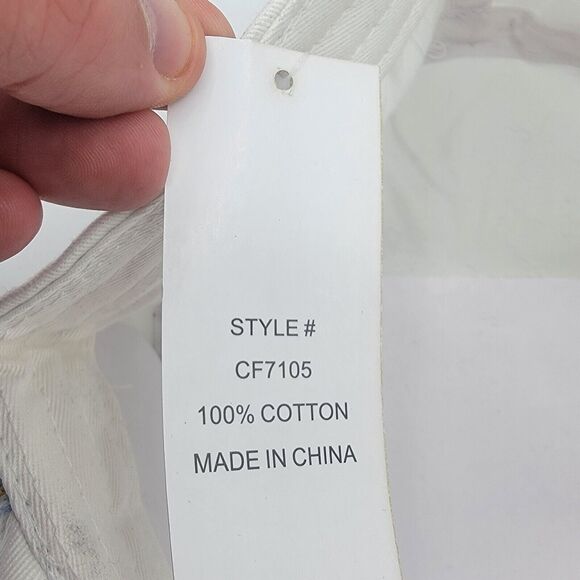 STYLE #
CF7105
100% COTTON
MADE IN CHINA